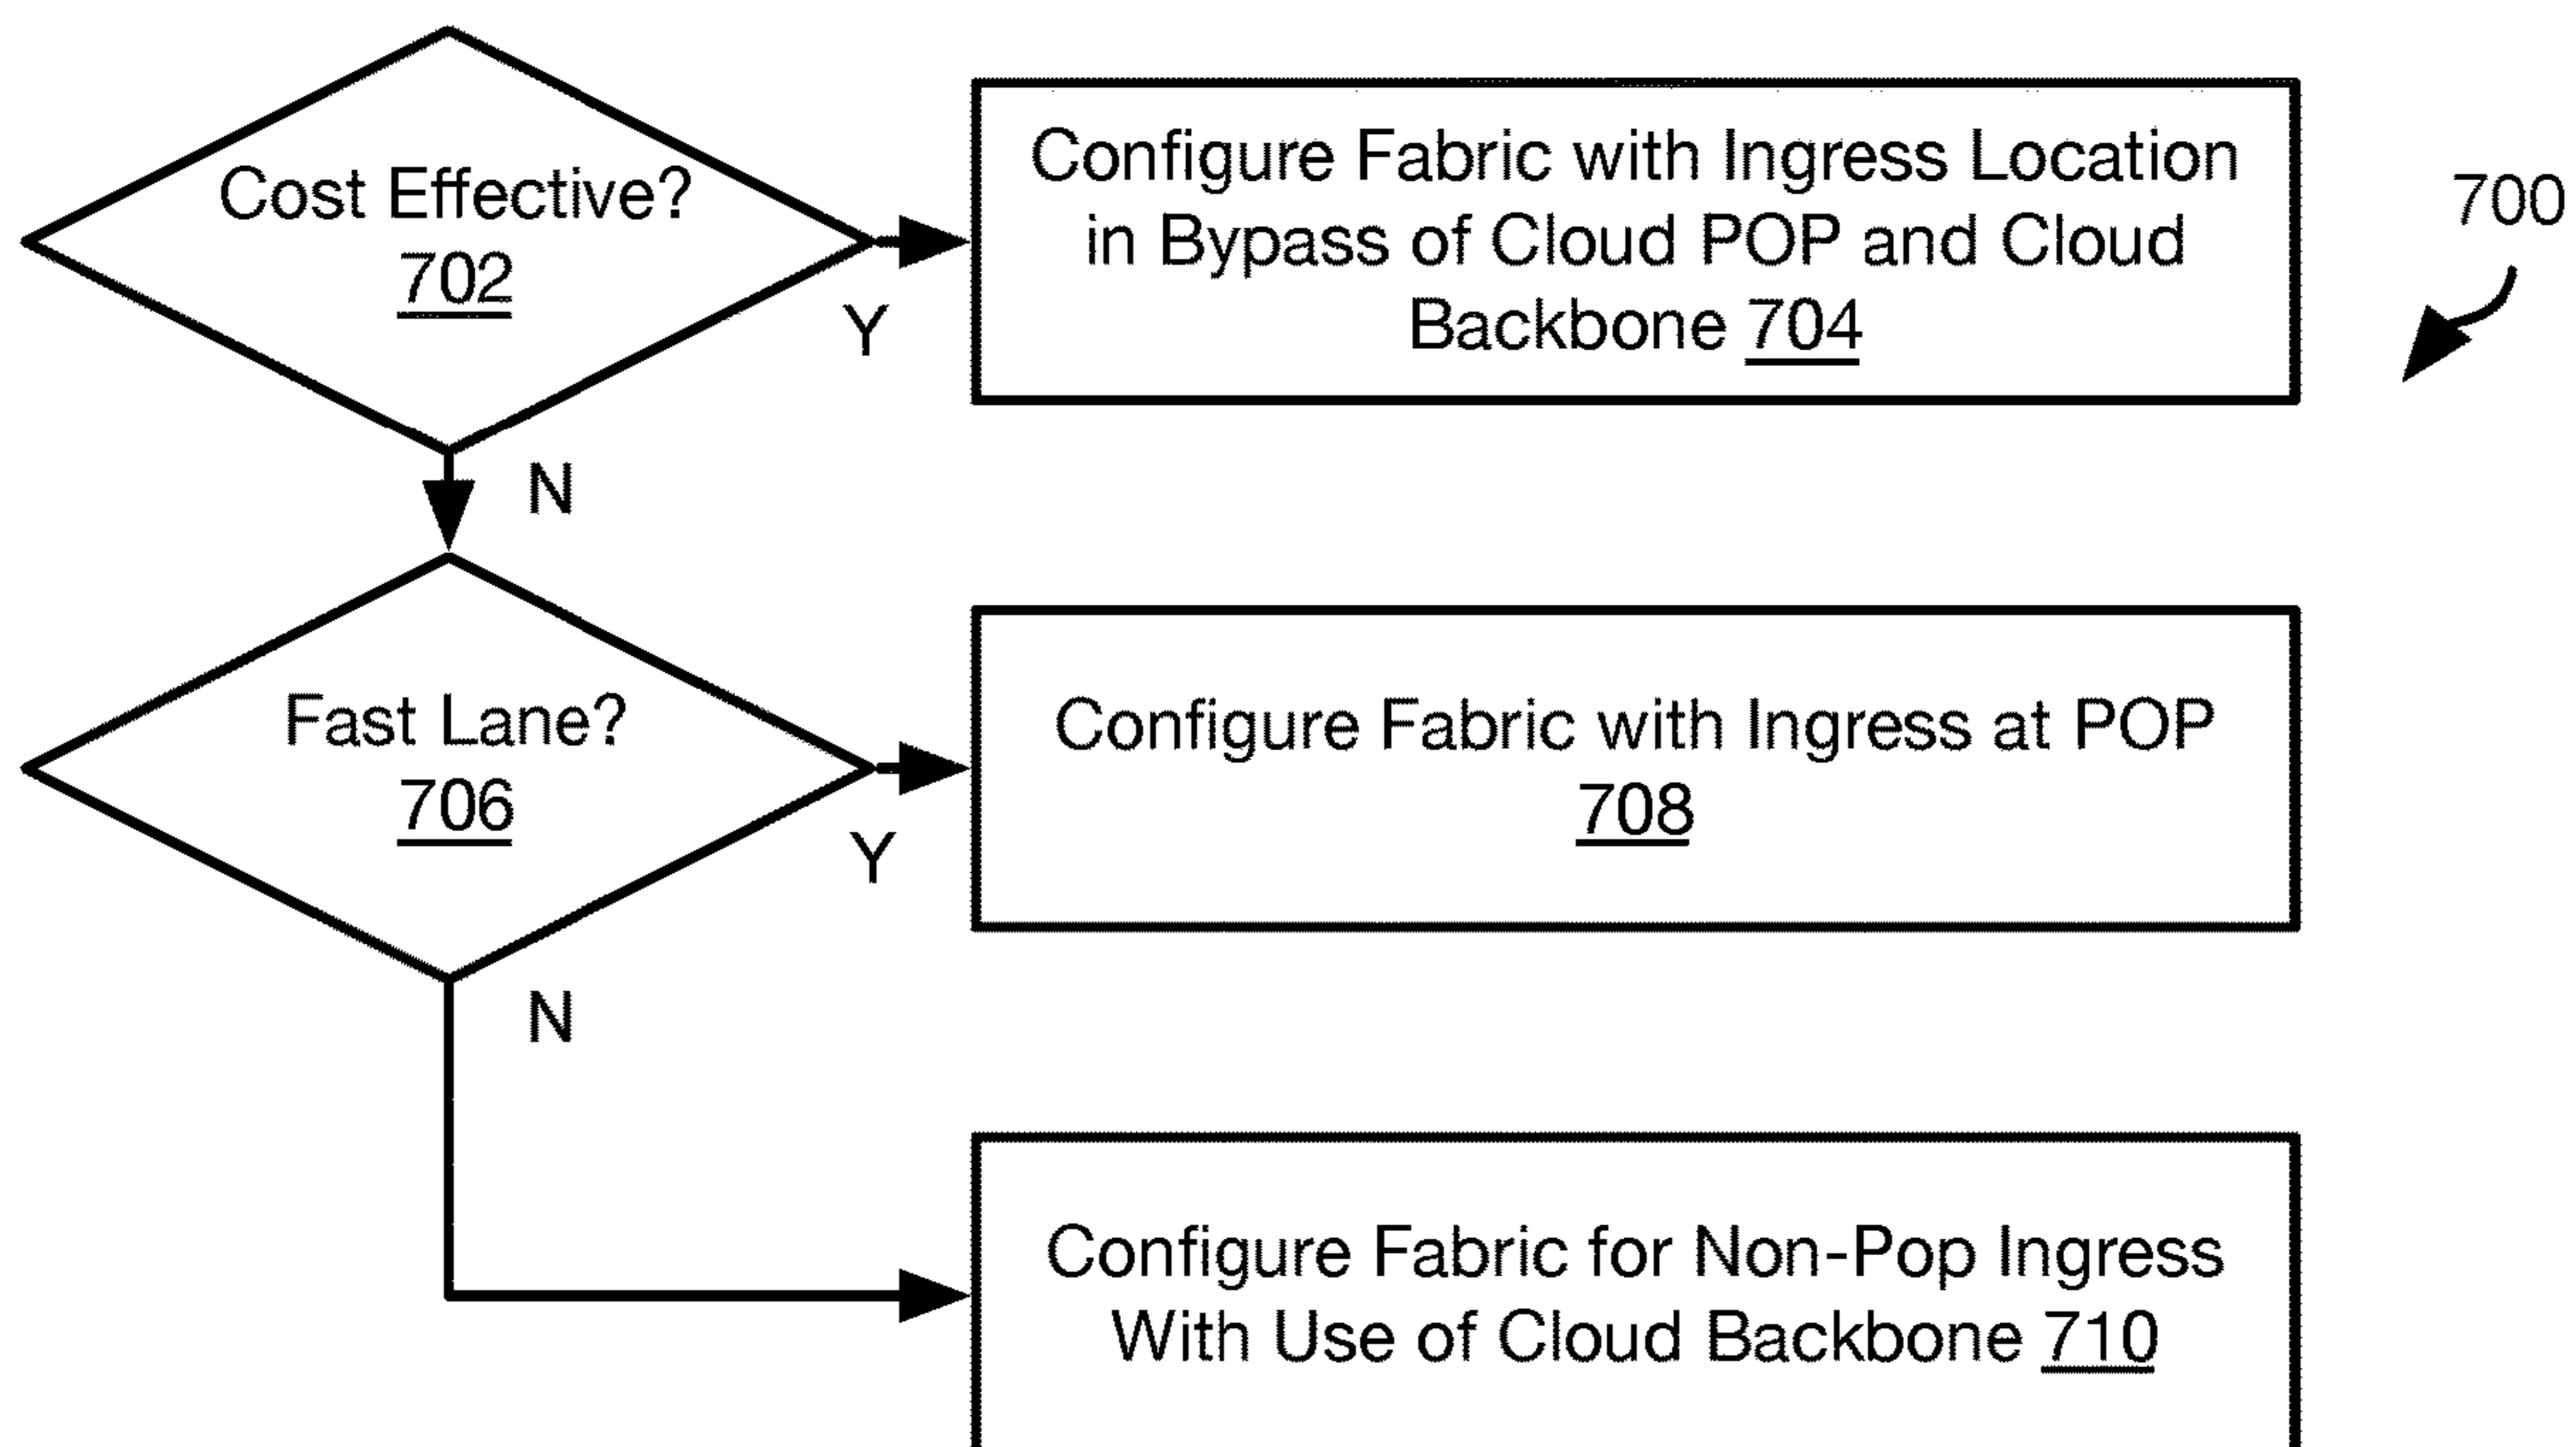 Cost Effective?
702
Y
N
Configure Fabric with Ingress Location
in Bypass of Cloud POP and Cloud
Backbone 704
700
Fast Lane?
706
Y
N
Configure Fabric with Ingress at POP
708
Configure Fabric for Non-Pop Ingress
With Use of Cloud Backbone 710